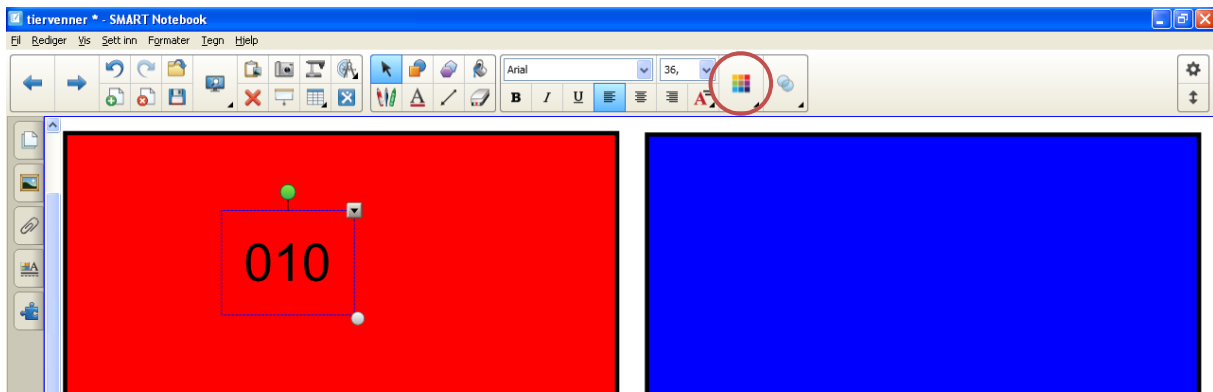 tiervenner * - SMART Notebook
Fil Rediger Vis Sett inn Formater Tegn Hjelp
Arial 36,
A
B I U A
A
010